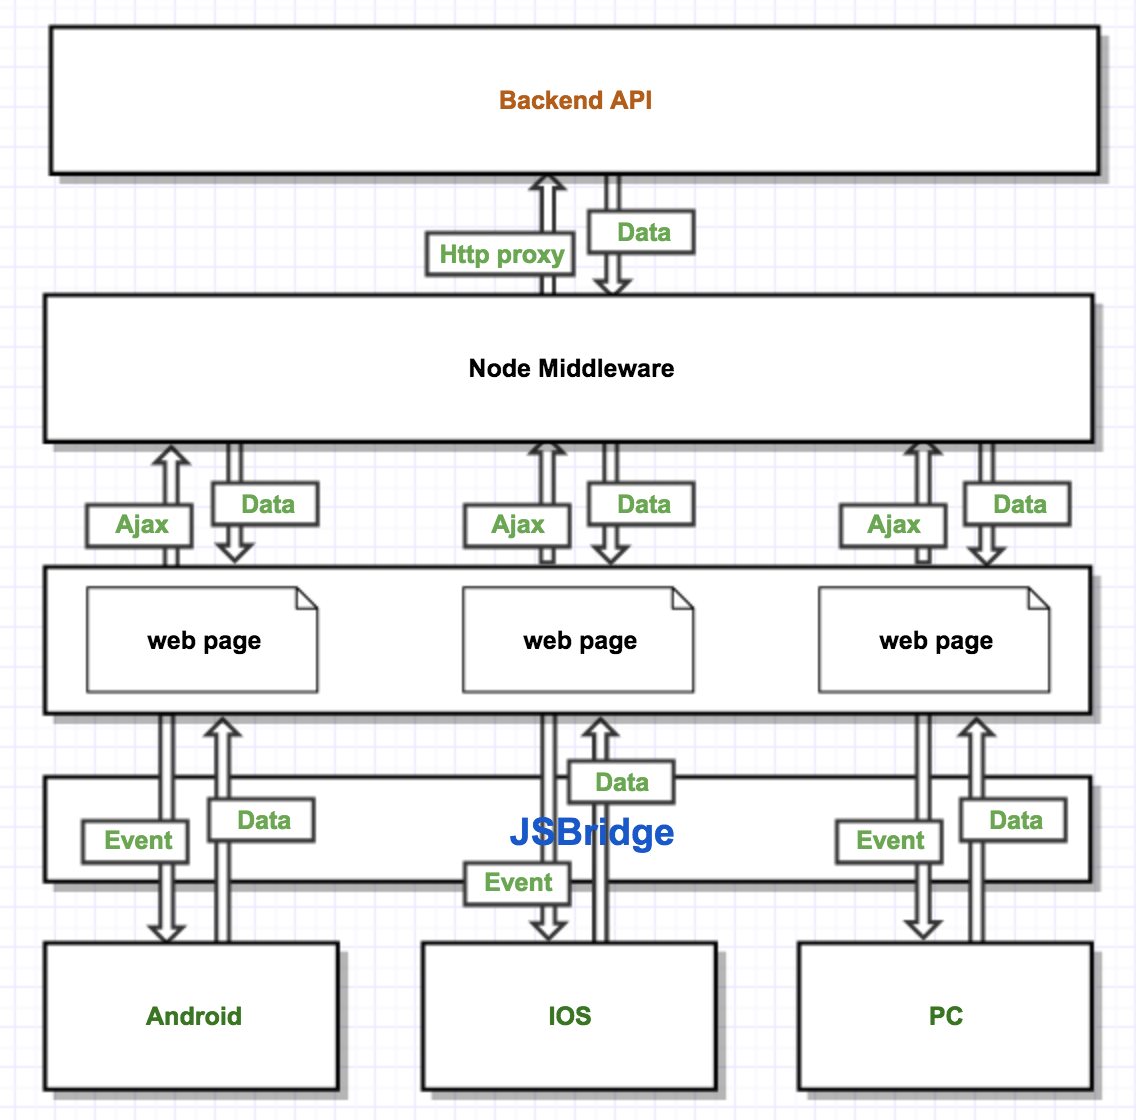 Backend API
Data
Http proxy
Node Middleware
Ajax
Data
Ajax
Data
Ajax
Data
web page
web page
web page
Data
Event
Data
JSBridge
Event
Event
Data
Android
IOS
PC